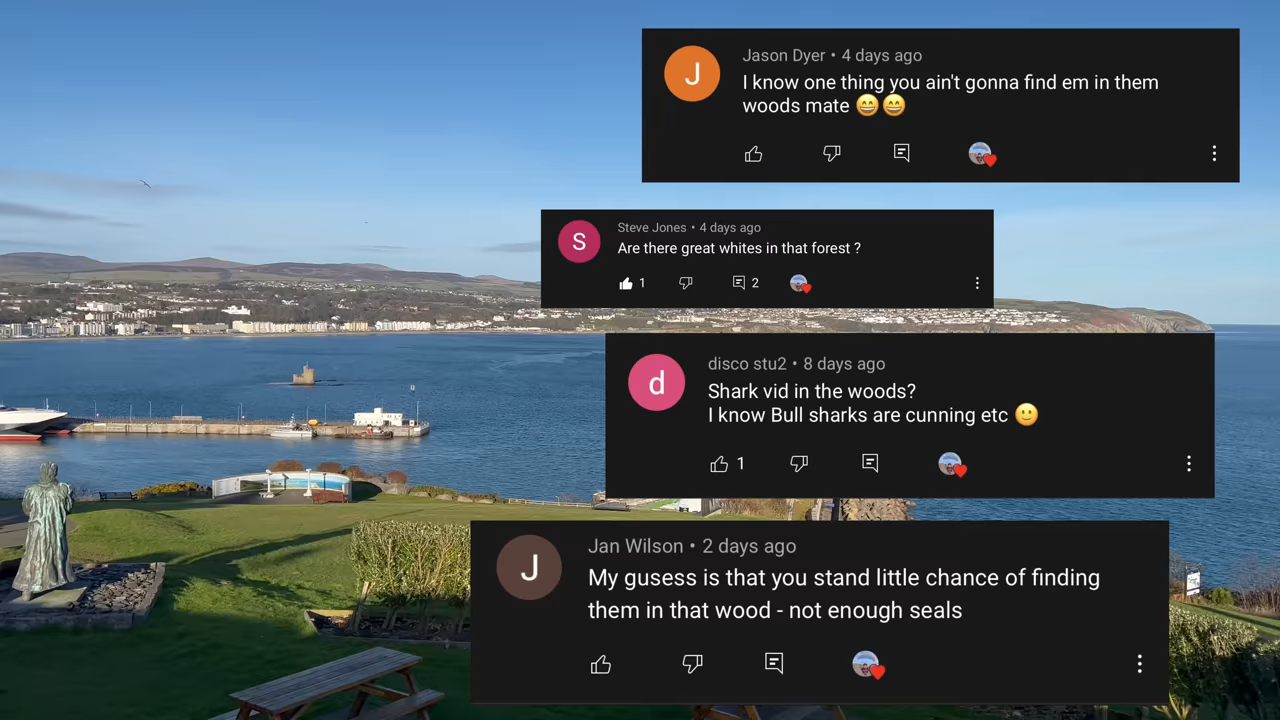 J
Jason Dyer • 4 days ago
I know one thing you ain't gonna find em in them
woods mate 😄😄
S
Steve Jones • 4 days ago
Are there great whites in that forest ?
1
2
d
disco stu2 • 8 days ago
Shark vid in the woods?
I know Bull sharks are cunning etc 🙂
1
J
Jan Wilson • 2 days ago
My gusess is that you stand little chance of finding
them in that wood - not enough seals